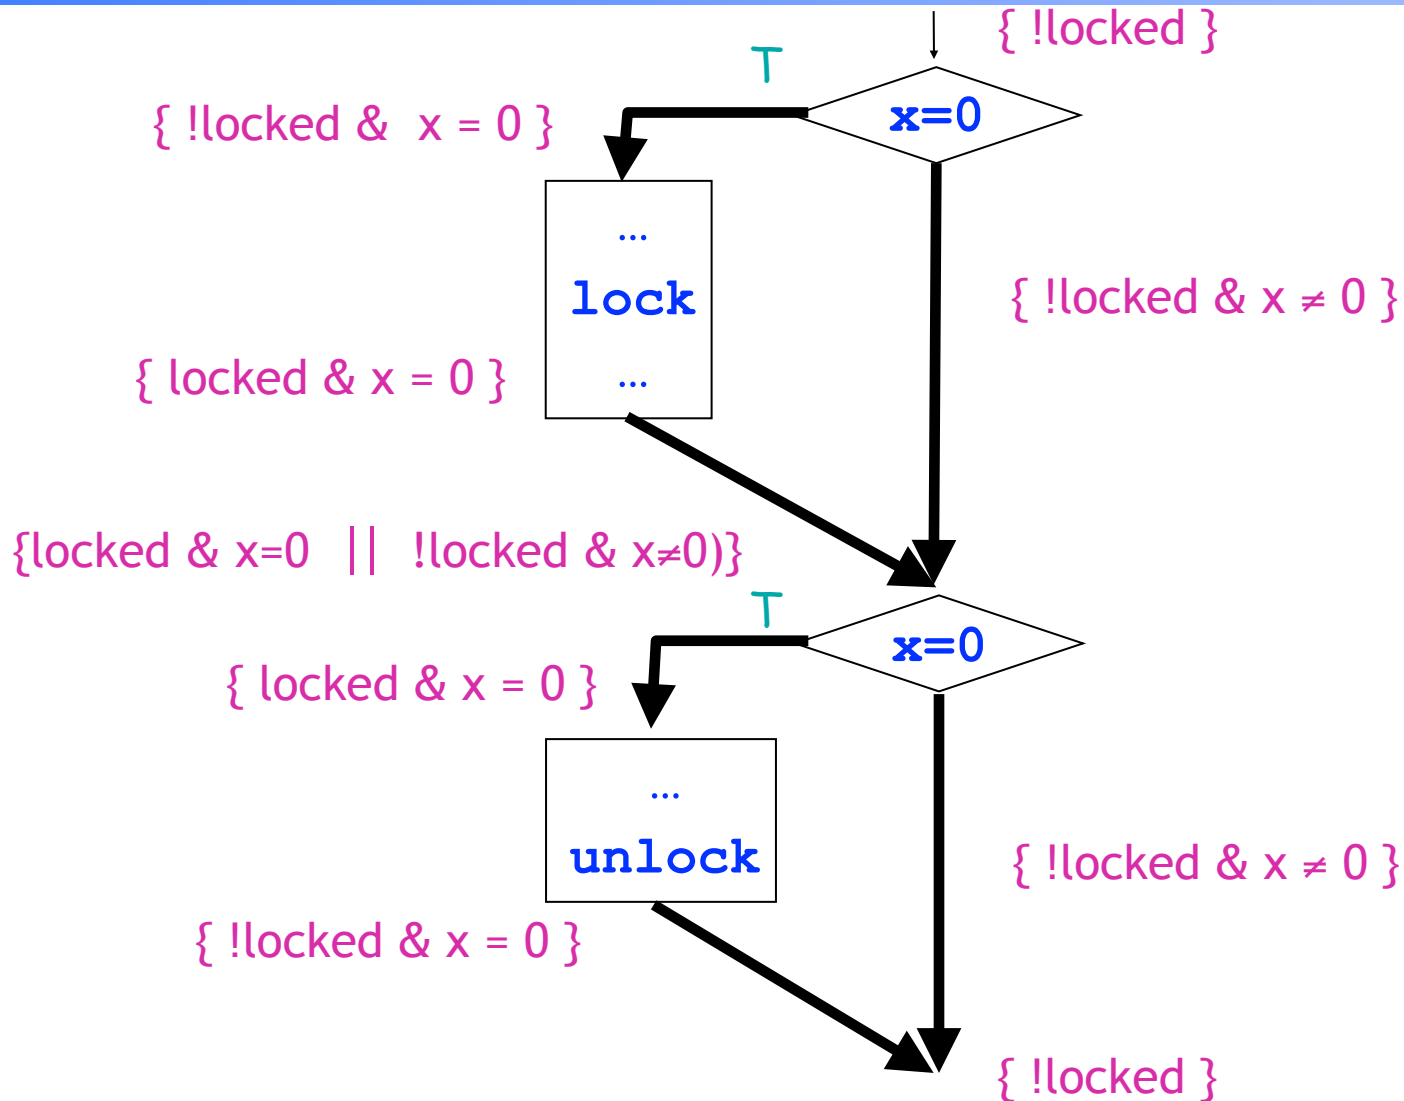 { !locked }
T
x=0
{ !locked & x = 0 }
…
lock
{ !locked & x ≠ 0 }
{ locked & x = 0 }
…
{locked & x=0 || !locked & x≠0)}
T
x=0
{ locked & x = 0 }
…
unlock
{ !locked & x ≠ 0 }
{ !locked & x = 0 }
{ !locked }